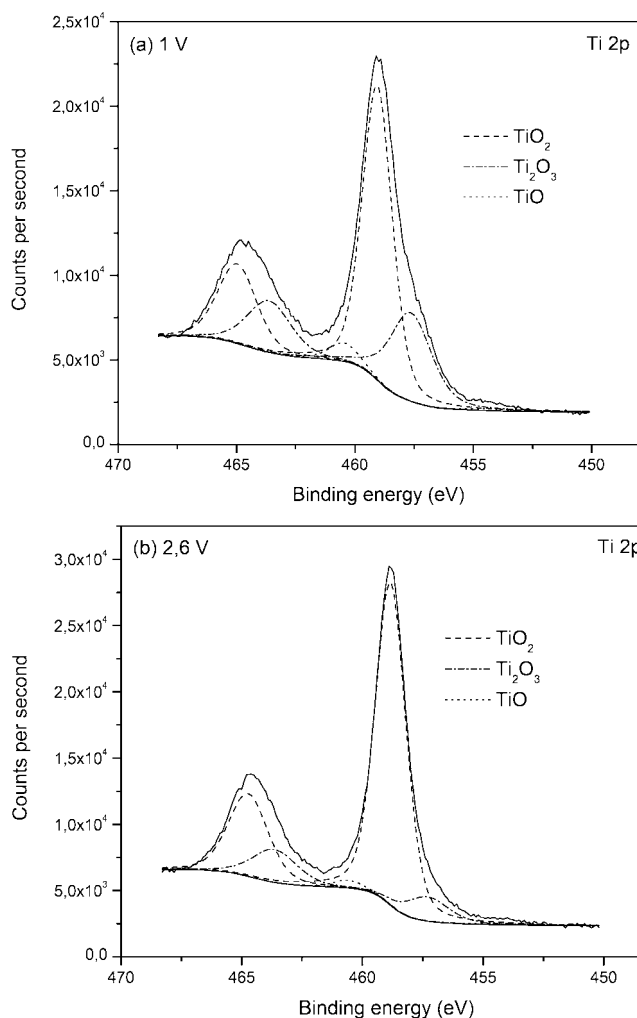 (a) 1 V
Ti 2p
2,5x10⁴
2,0x10⁴
1,5x10⁴
1,0x10⁴
5,0x10³
0,0
TiO₂
Ti₂O₃
TiO
Counts per second
470
465
460
455
450
Binding energy (eV)
(b) 2,6 V
Ti 2p
3,0x10⁴
2,5x10⁴
2,0x10⁴
1,5x10⁴
1,0x10⁴
5,0x10³
0,0
TiO₂
Ti₂O₃
TiO
Counts per second
470
465
460
455
450
Binding energy (eV)